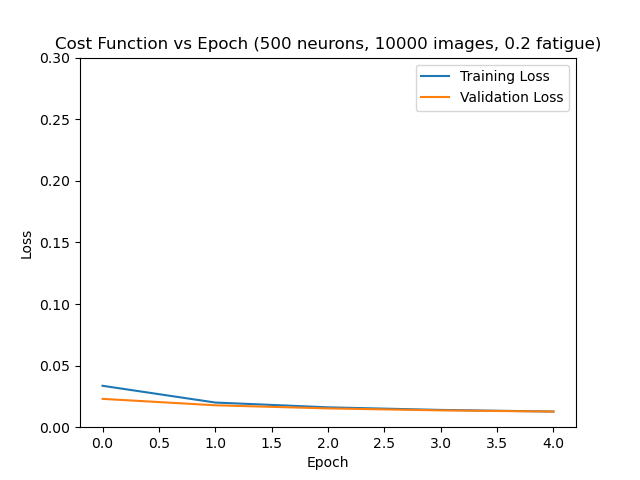 Cost Function vs Epoch (500 neurons, 10000 images, 0.2 fatigue)
Training Loss
Validation Loss
0.30
0.25
0.20
0.15
0.10
0.05
0.00
Loss
0.0 0.5 1.0 1.5 2.0 2.5 3.0 3.5 4.0
Epoch